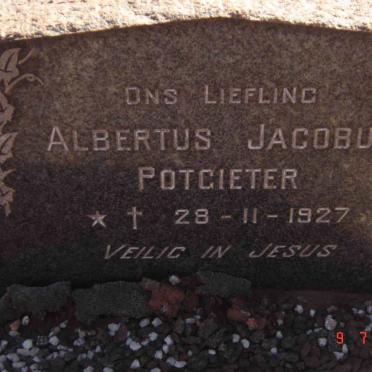 ONS LIEFLING
ALBERTUS JACOBU
POTGIETER
★ † 28-11-1927
VEILIG IN JESUS
9 7